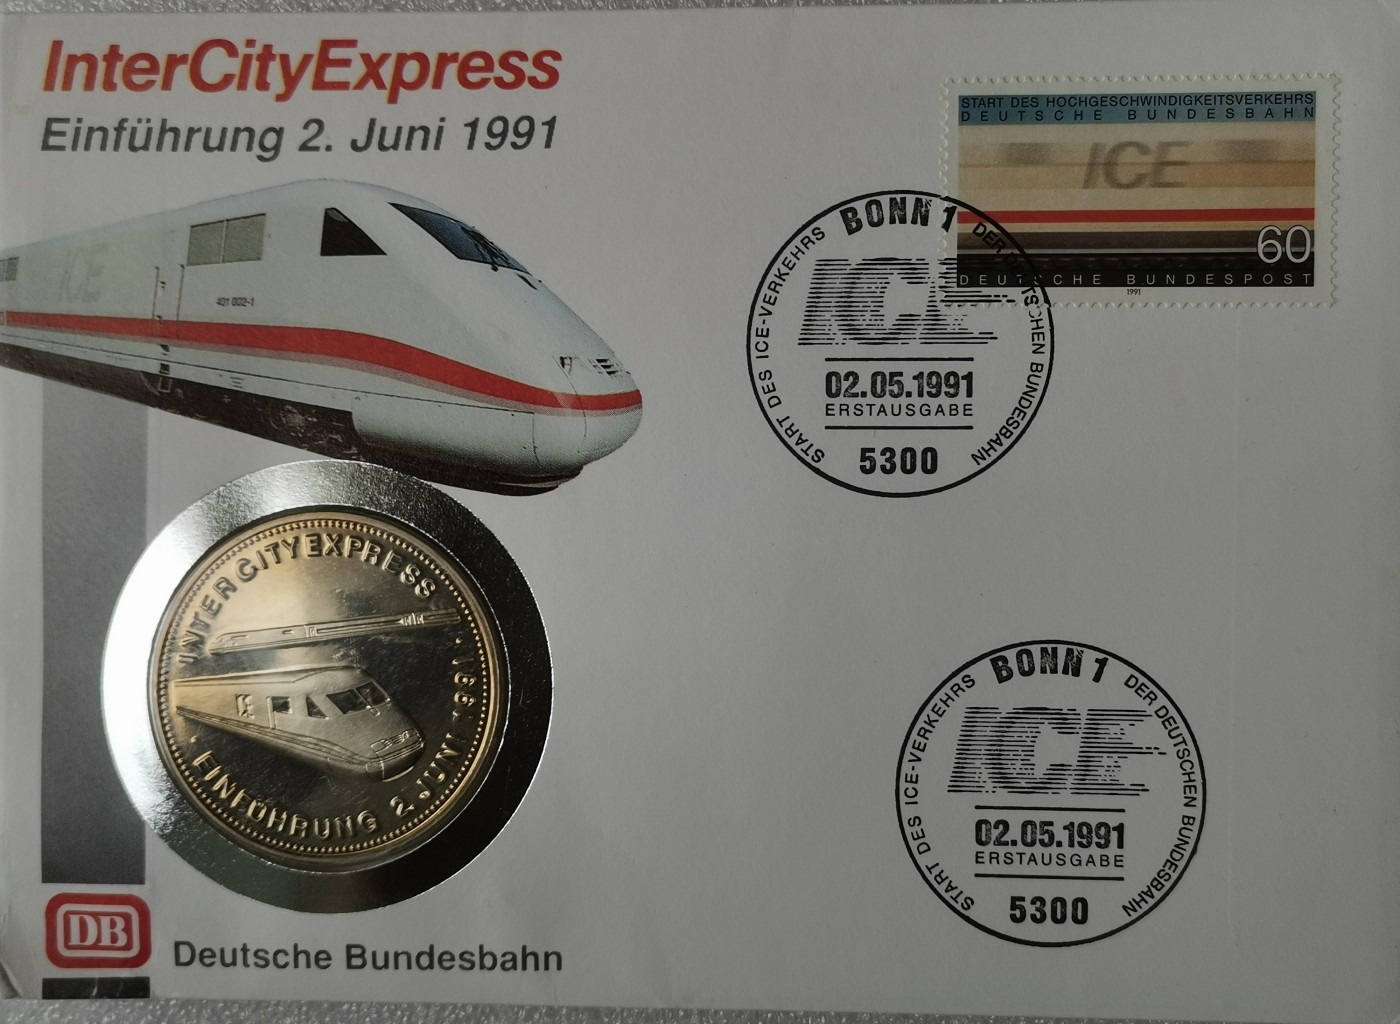 InterCityExpress
Einführung 2. Juni 1991
ICE
401 002-1
START DES HOCHGESCHWINDIGKEITSVERKEHRS
DEUTSCHE BUNDESBAHN
ICE
60
DEUTSCHE BUNDESPOST
1991
BONN 1
START DES ICE-VERKEHRS
DER DEUTSCHEN BUNDESBAHN
ICE
02.05.1991
ERSTAUSGABE
5300
INTERCITYEXPRESS
EINFÜHRUNG 2. JUNI 1991
BONN 1
START DES ICE-VERKEHRS
DER DEUTSCHEN BUNDESBAHN
ICE
02.05.1991
ERSTAUSGABE
5300
DB
Deutsche Bundesbahn